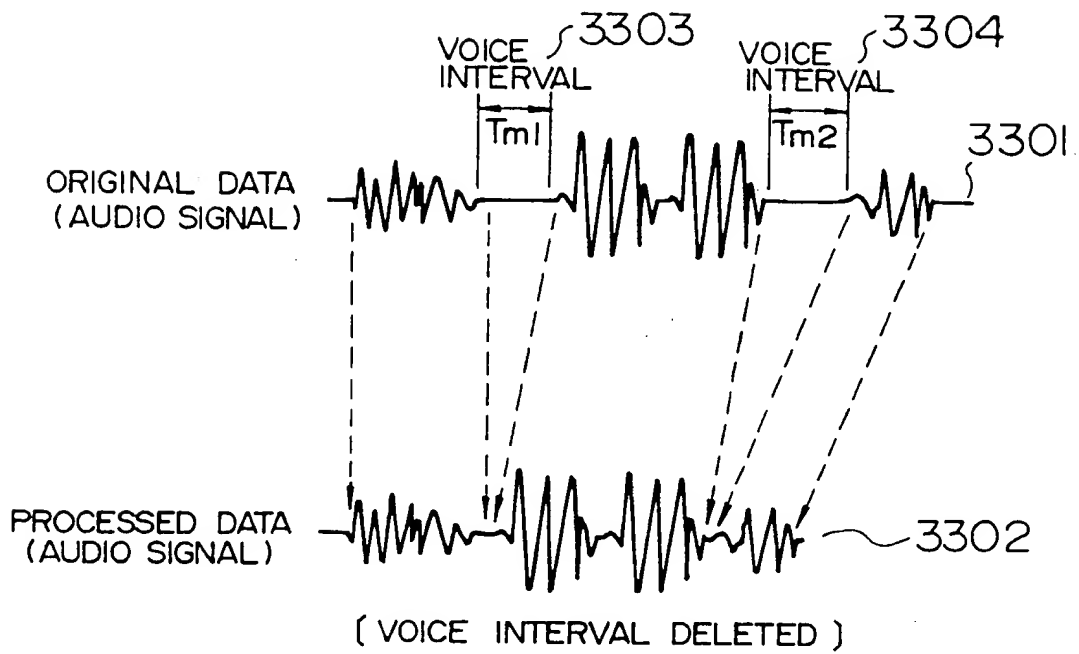 VOICE INTERVAL 3303
VOICE INTERVAL 3304
Tm1
Tm2
3301
ORIGINAL DATA
(AUDIO SIGNAL)
PROCESSED DATA
(AUDIO SIGNAL)
3302
[ VOICE INTERVAL DELETED ]